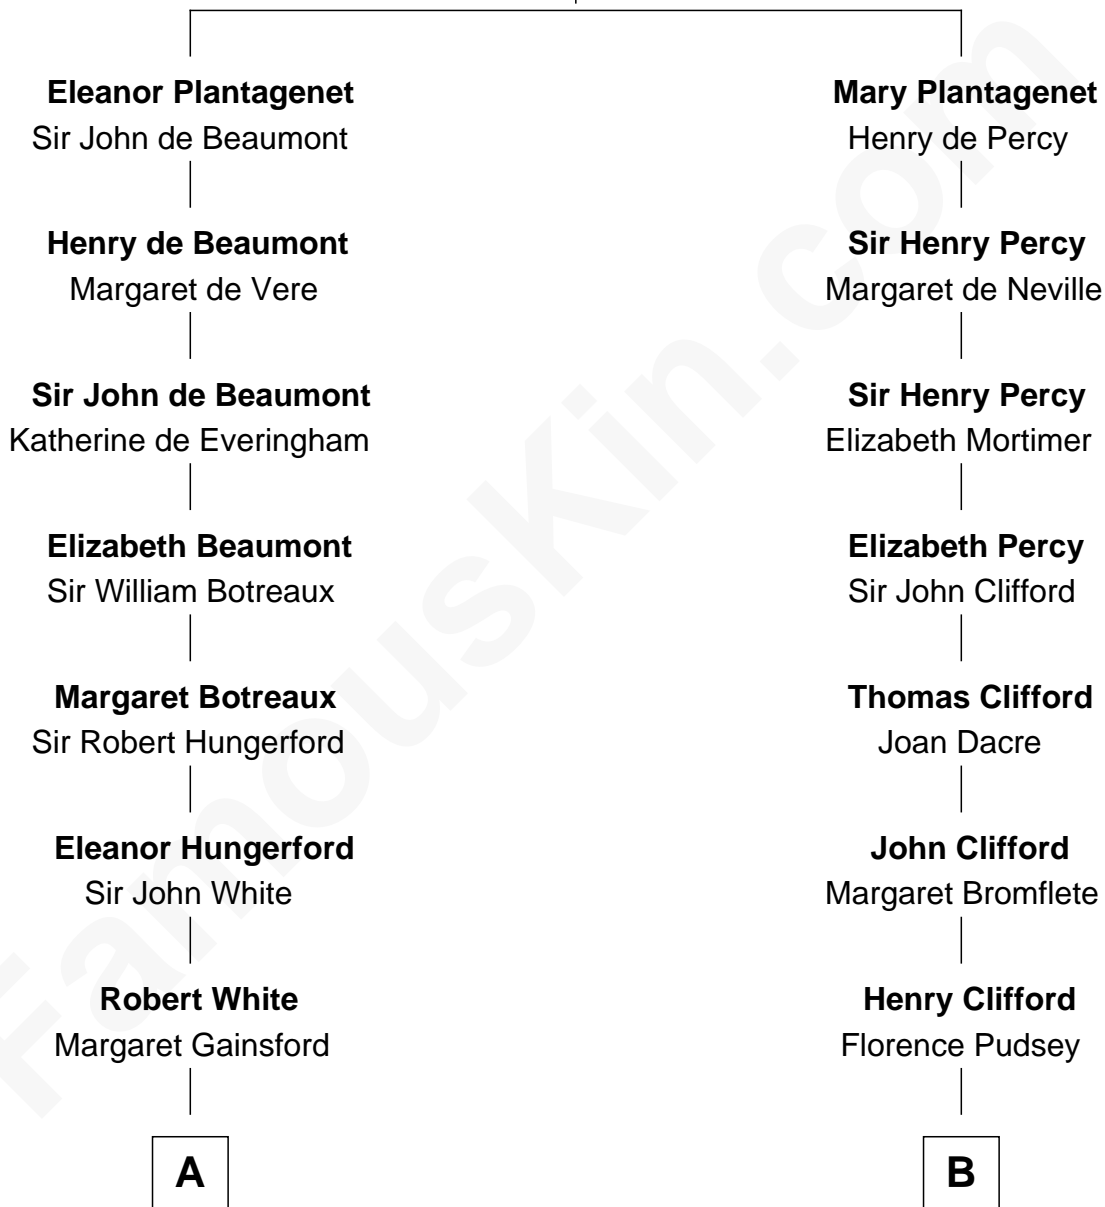 Eleanor Plantagenet
Sir John de Beaumont
Henry de Beaumont
Margaret de Vere
Sir John de Beaumont
Katherine de Everingham
Elizabeth Beaumont
Sir William Botreaux
Margaret Botreaux
Sir Robert Hungerford
Eleanor Hungerford
Sir John White
Robert White
Margaret Gainsford
A
Mary Plantagenet
Henry de Percy
Sir Henry Percy
Margaret de Neville
Sir Henry Percy
Elizabeth Mortimer
Elizabeth Percy
Sir John Clifford
Thomas Clifford
Joan Dacre
John Clifford
Margaret Bromflete
Henry Clifford
Florence Pudsey
B
FamousKin.com